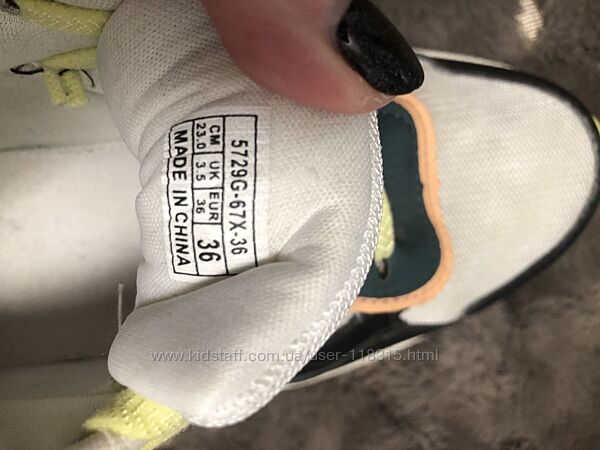 5729G-67X-36
CM UK EUR
23.0 3.5 36
36
MADE IN CHINA
www.kidstaff.com.ua/user-118315.html